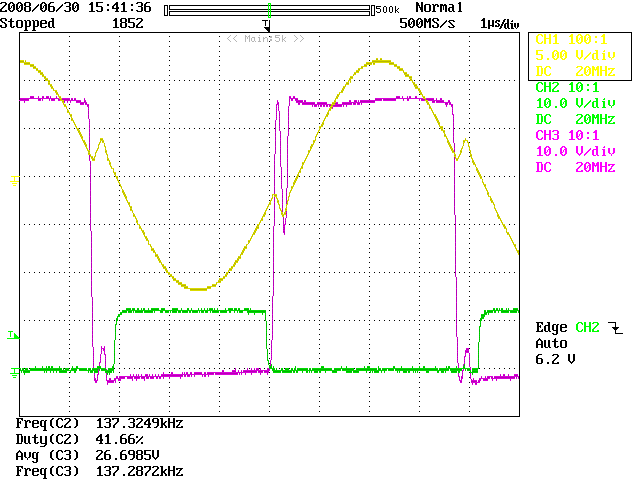 2008/06/30 15:41:36 500k Normal
Stopped 1852 500MS/s 1µs/div
<< Main:5k >>
T
CH1 100:1
5.00 V/div
DC 20MHz
CH2 10:1
10.0 V/div
DC 20MHz
CH3 10:1
10.0 V/div
DC 20MHz
Edge CH2
Auto
6.2 V
Freq(C2) 137.3249kHz
Duty(C2) 41.66%
Avg (C3) 26.6985V
Freq(C3) 137.2872kHz